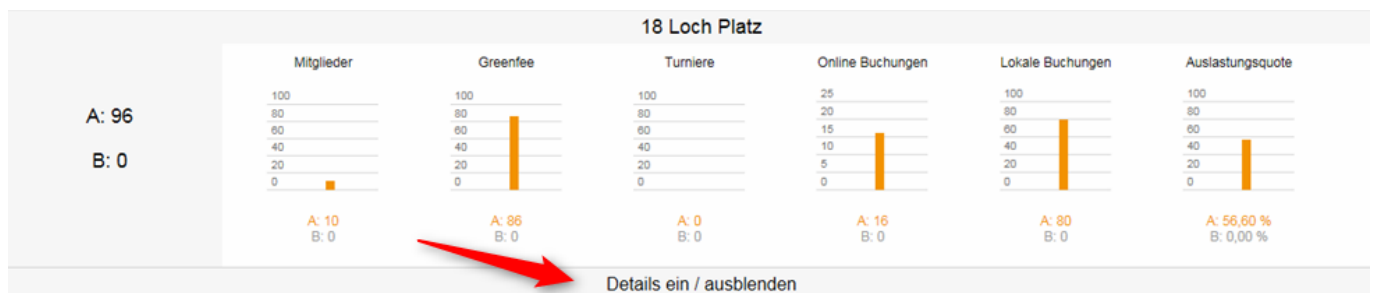 18 Loch Platz
A: 96
B: 0
Mitglieder
100
80
60
40
20
0
A: 10
B: 0
Greenfee
100
80
60
40
20
0
A: 86
B: 0
Turniere
100
80
60
40
20
0
A: 0
B: 0
Online Buchungen
25
20
15
10
5
0
A: 16
B: 0
Lokale Buchungen
100
80
60
40
20
0
A: 80
B: 0
Auslastungsquote
100
80
60
40
20
0
A: 56,60 %
B: 0,00 %
Details ein / ausblenden